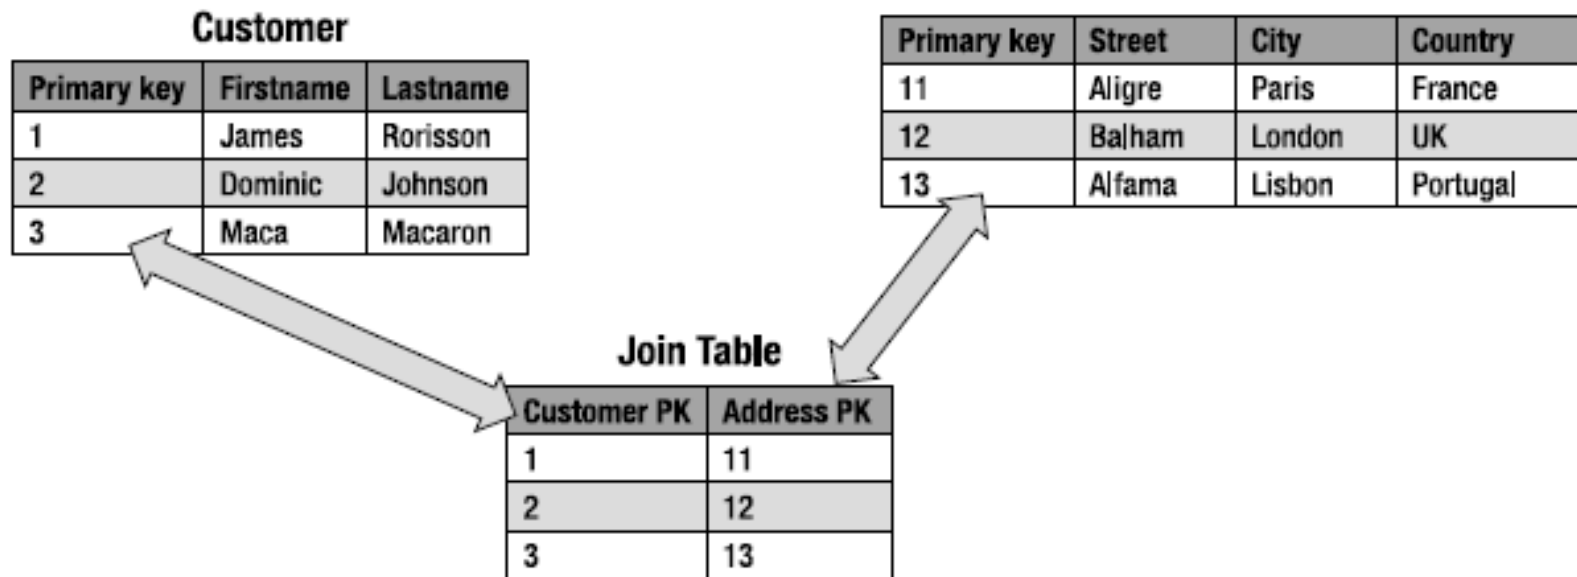 Customer
Primary key Firstname Lastname
1 James Rorisson
2 Dominic Johnson
3 Maca Macaron
Primary key Street City Country
11 Aligre Paris France
12 Balham London UK
13 Alfama Lisbon Portugal
Join Table
Customer PK Address PK
1 11
2 12
3 13